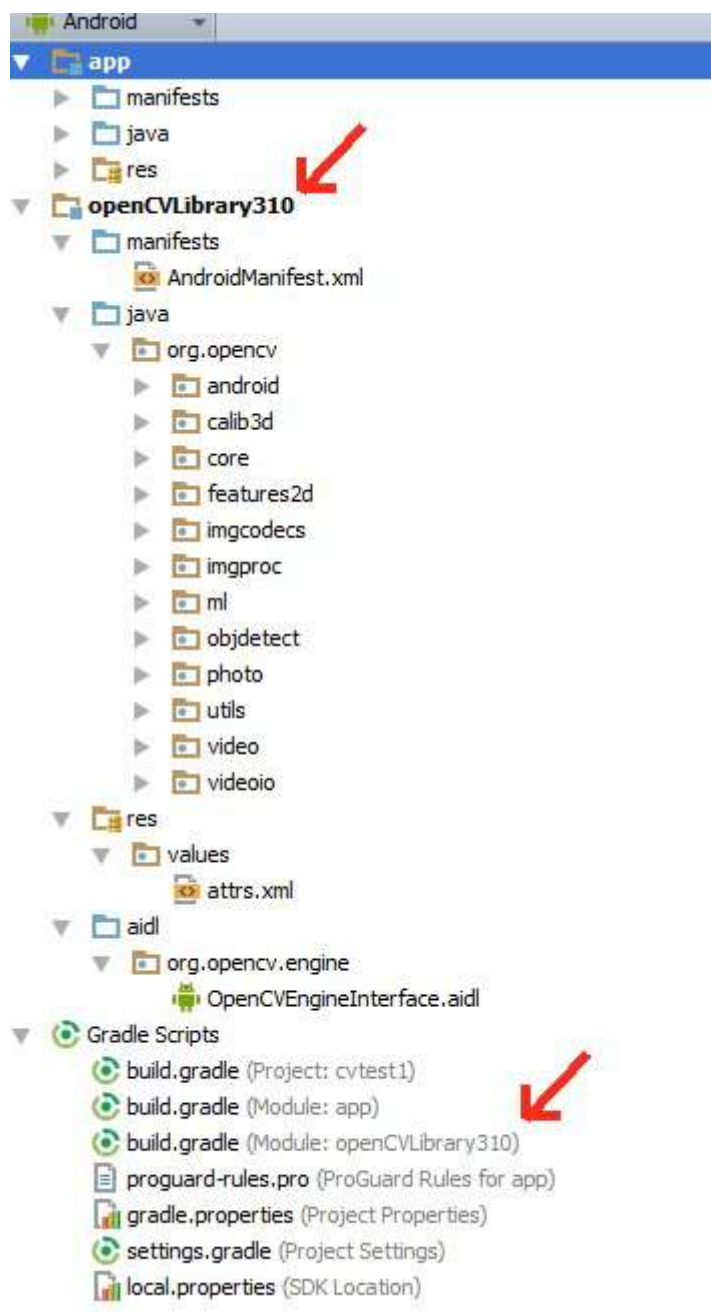 Android
app
manifests
java
res
openCVLibrary310
manifests
AndroidManifest.xml
java
org.opencv
android
calib3d
core
features2d
imgcodecs
imgproc
ml
objdetect
photo
utils
video
videoio
res
values
attrs.xml
aidl
org.opencv.engine
OpenCVEngineInterface.aidl
Gradle Scripts
build.gradle (Project: cvtest1)
build.gradle (Module: app)
build.gradle (Module: openCVLibrary310)
proguard-rules.pro (ProGuard Rules for app)
gradle.properties (Project Properties)
settings.gradle (Project Settings)
local.properties (SDK Location)